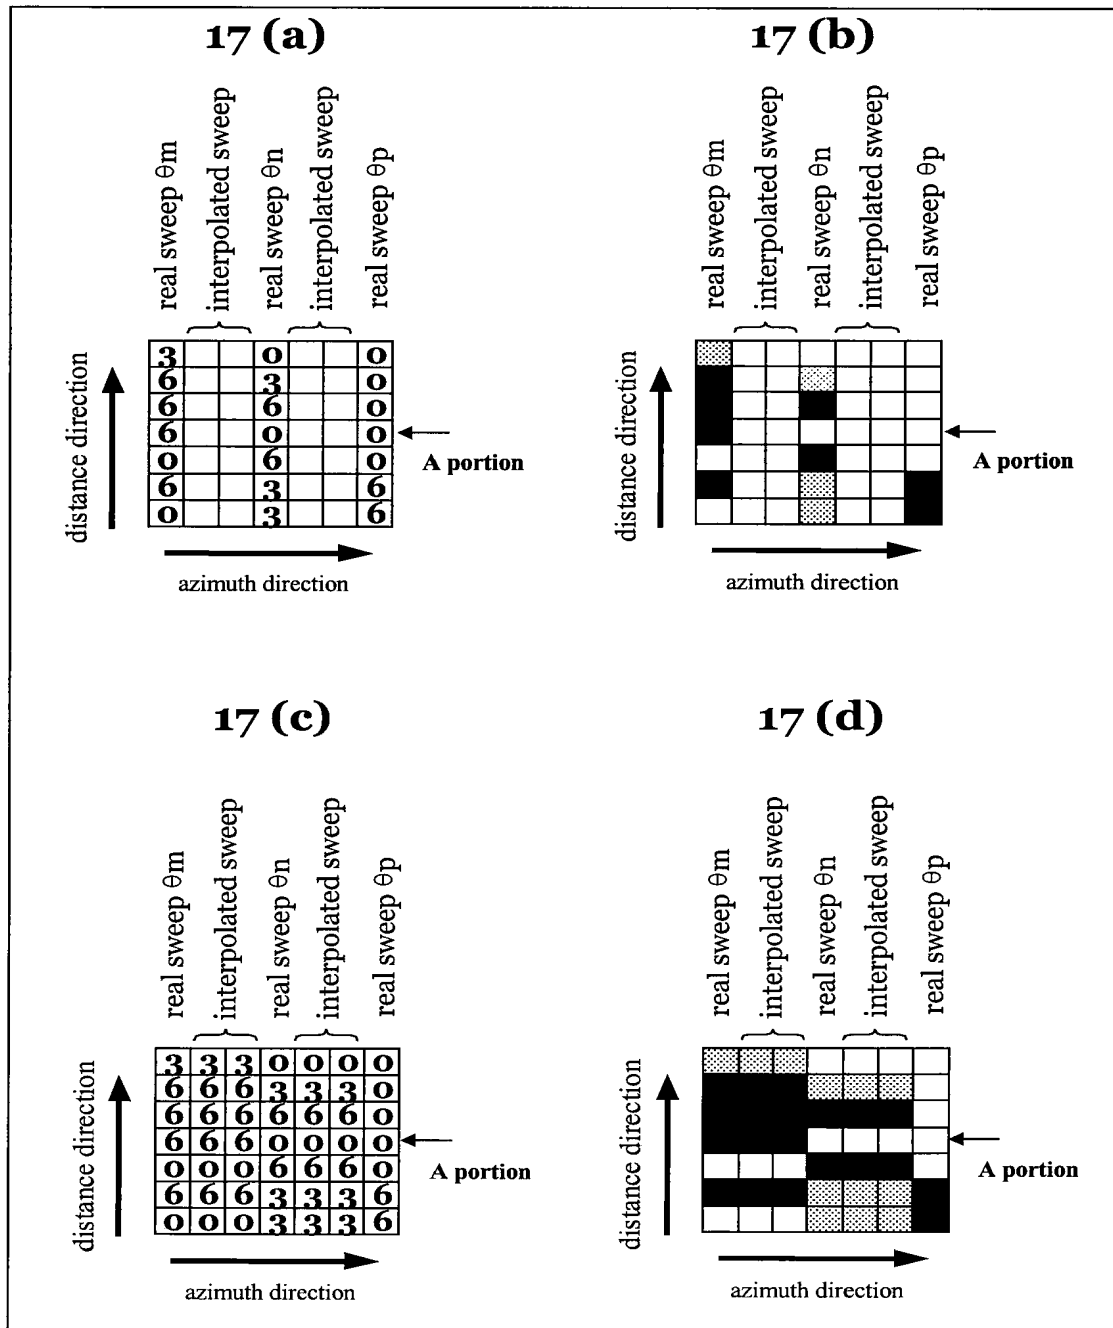 17 (a)
real sweep θm
interpolated sweep
real sweep θn
interpolated sweep
real sweep θp
distance direction
3 0 0
6 3 0
6 6 0
6 0 0
0 6 0
6 3 6
0 3 6
A portion
azimuth direction
17 (b)
real sweep θm
interpolated sweep
real sweep θn
interpolated sweep
real sweep θp
distance direction
A portion
azimuth direction
17 (c)
real sweep θm
interpolated sweep
real sweep θn
interpolated sweep
real sweep θp
distance direction
3 3 3 0 0 0 0
6 6 6 3 3 3 0
6 6 6 6 6 6 0
6 6 6 0 0 0 0
0 0 0 6 6 6 0
6 6 6 3 3 3 6
0 0 0 3 3 3 6
A portion
azimuth direction
17 (d)
real sweep θm
interpolated sweep
real sweep θn
interpolated sweep
real sweep θp
distance direction
A portion
azimuth direction